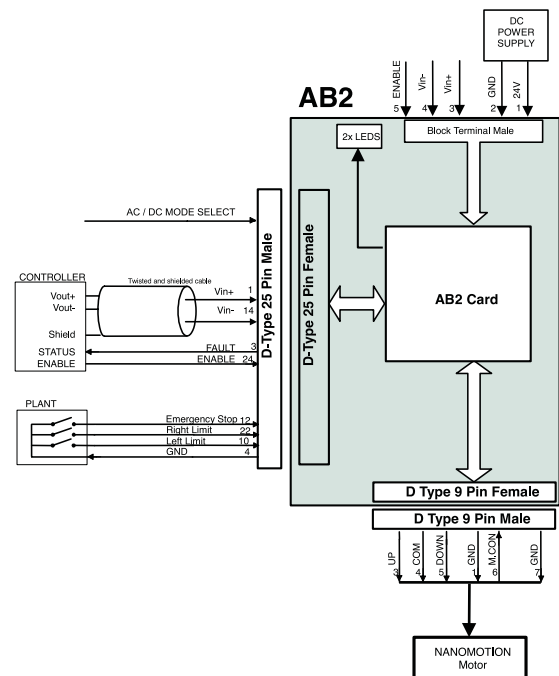 DC
POWER
SUPPLY
ENABLE
Vin-
Vin+
GND
24V
5
4
3
2
1
AB2
Block Terminal Male
2x LEDS
AC / DC MODE SELECT
D-Type 25 Pin Male
D-Type 25 Pin Female
AB2 Card
CONTROLLER
Twisted and shielded cable
Vout+
Vout-
Shield
STATUS
ENABLE
Vin+ 1
Vin- 14
FAULT 3
ENABLE 24
PLANT
Emergency Stop 12
Right Limit 22
Left Limit 10
GND 4
D Type 9 Pin Female
D Type 9 Pin Male
UP
COM
DOWN
GND
M.CON
GND
3
4
5
1
6
7
NANOMOTION
Motor